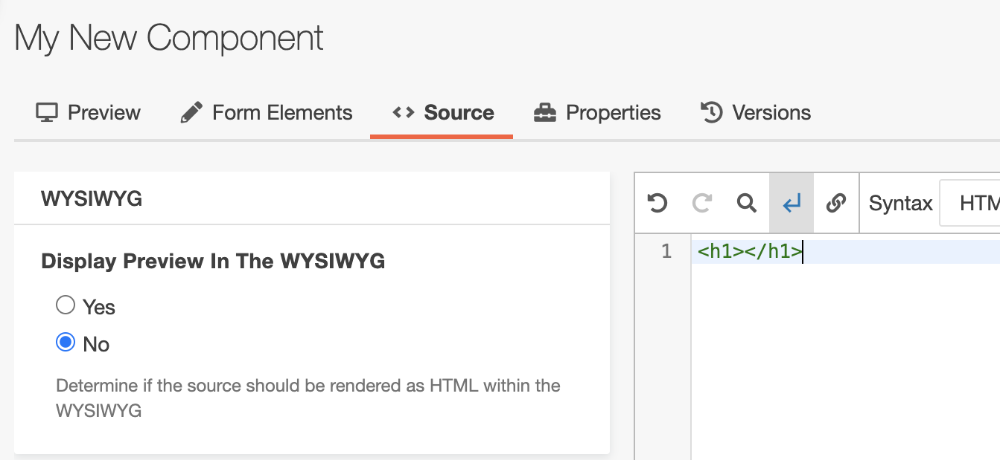 My New Component
Preview Form Elements <> Source Properties Versions
WYSIWYG
Display Preview In The WYSIWYG
Yes
No
Determine if the source should be rendered as HTML within the
WYSIWYG
Syntax HTM
1 <h1></h1>